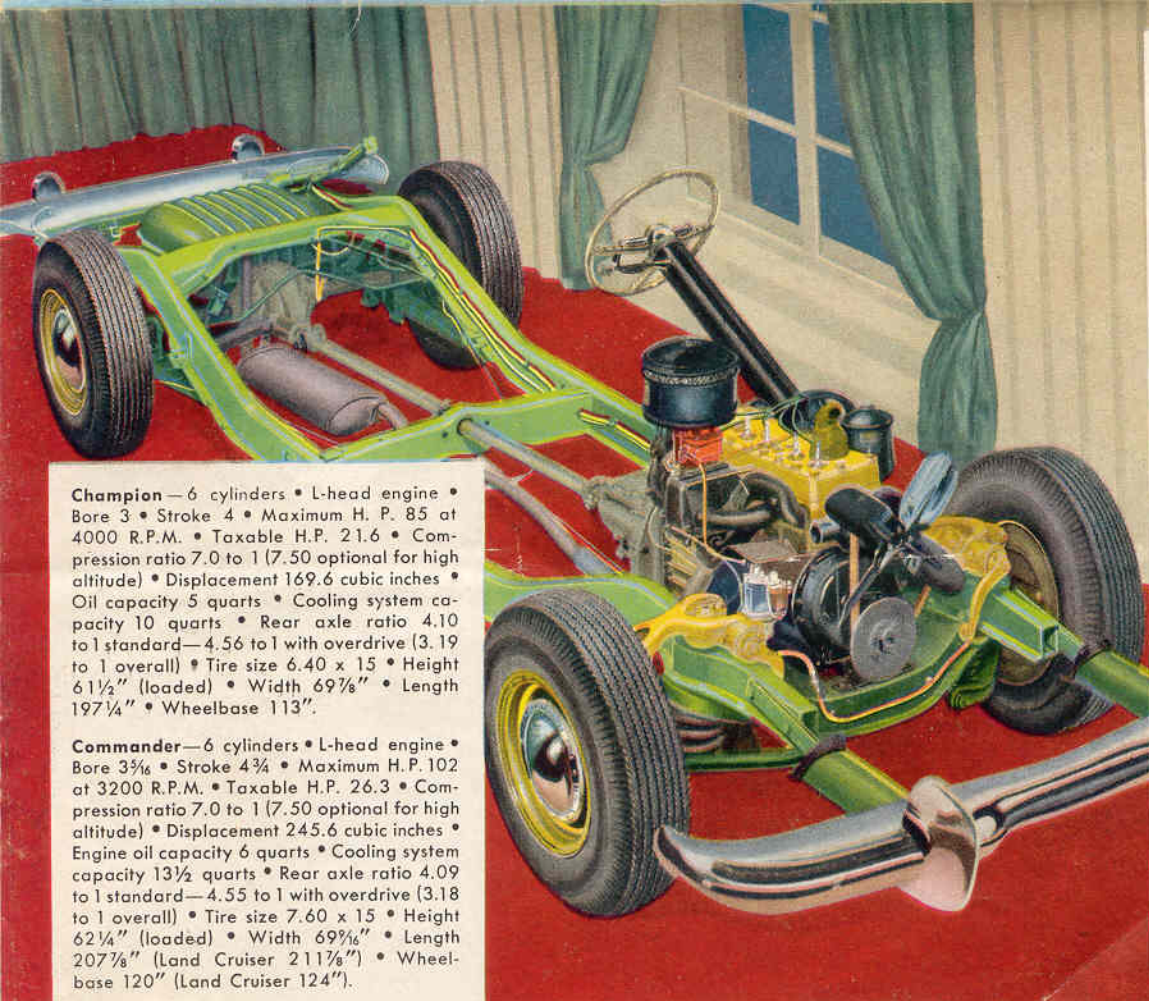 Champion — 6 cylinders • L-head engine •
Bore 3 • Stroke 4 • Maximum H. P. 85 at
4000 R.P.M. • Taxable H.P. 21.6 • Com-
pression ratio 7.0 to 1 (7.50 optional for high
altitude) • Displacement 169.6 cubic inches •
Oil capacity 5 quarts • Cooling system ca-
pacity 10 quarts • Rear axle ratio 4.10
to 1 standard—4.56 to 1 with overdrive (3.19
to 1 overall) • Tire size 6.40 x 15 • Height
61½" (loaded) • Width 69⅞" • Length
197¼" • Wheelbase 113".
Commander—6 cylinders • L-head engine •
Bore 3 5/16 • Stroke 4¾ • Maximum H.P. 102
at 3200 R.P.M. • Taxable H.P. 26.3 • Com-
pression ratio 7.0 to 1 (7.50 optional for high
altitude) • Displacement 245.6 cubic inches •
Engine oil capacity 6 quarts • Cooling system
capacity 13½ quarts • Rear axle ratio 4.09
to 1 standard—4.55 to 1 with overdrive (3.18
to 1 overall) • Tire size 7.60 x 15 • Height
62¼" (loaded) • Width 69 9/16" • Length
207⅞" (Land Cruiser 211⅞") • Wheel-
base 120" (Land Cruiser 124").